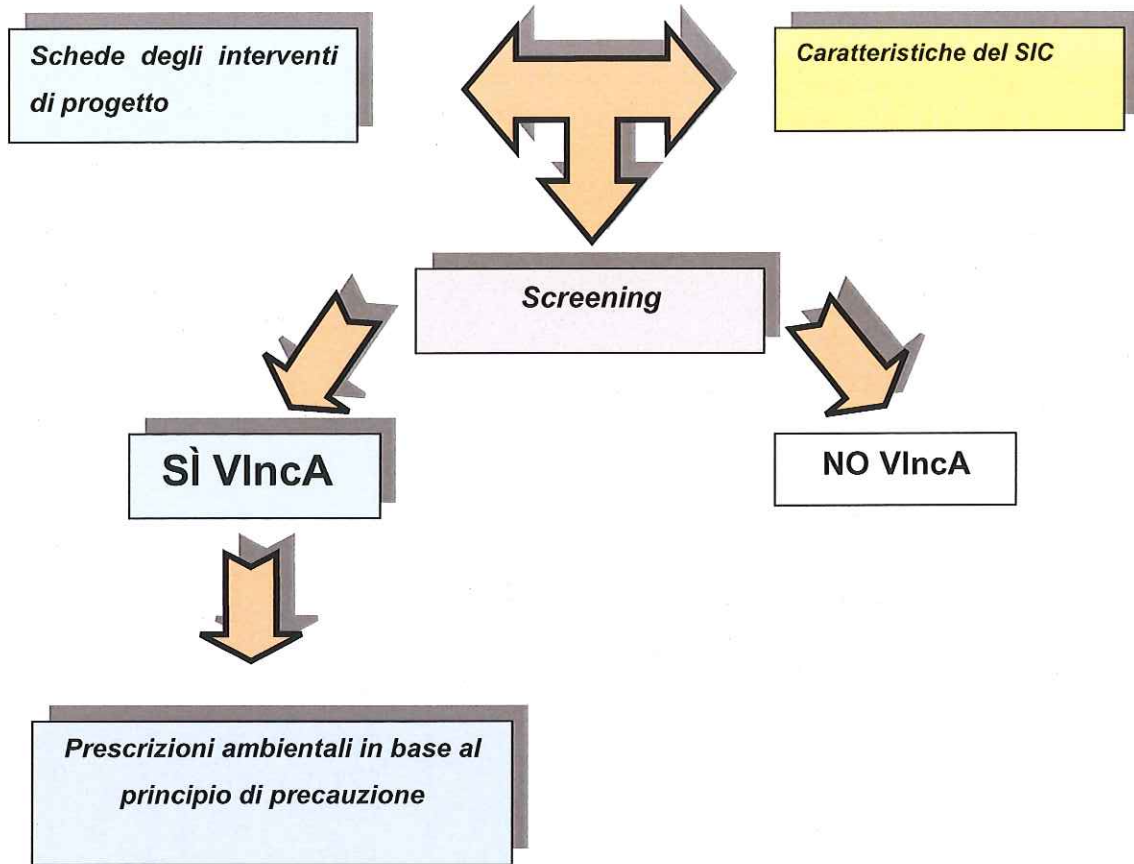 Schede degli interventi
di progetto
Caratteristiche del SIC
Screening
SÌ VIncA
NO VIncA
Prescrizioni ambientali in base al
principio di precauzione